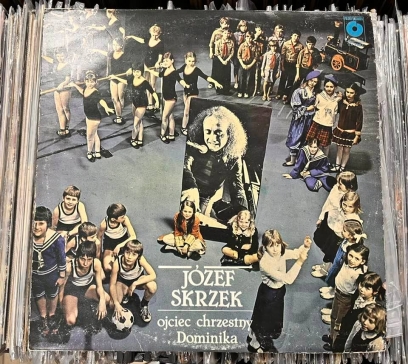 JÓZEF
SKRZEK
ojciec chrzestny
Dominika